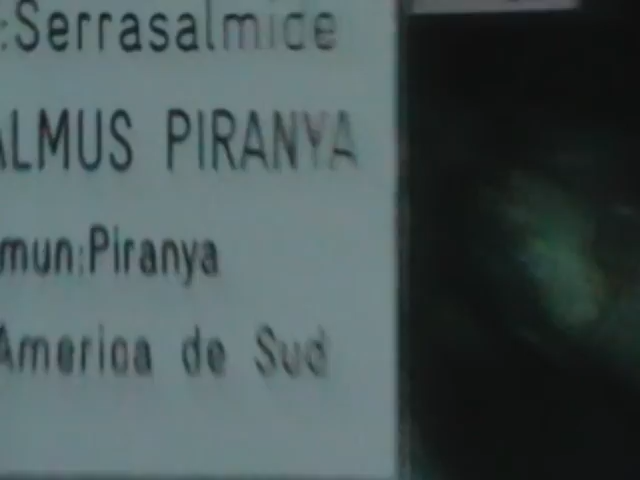 :Serrasalmide
ALMUS PIRANYA
mun:Piranya
America de Sud